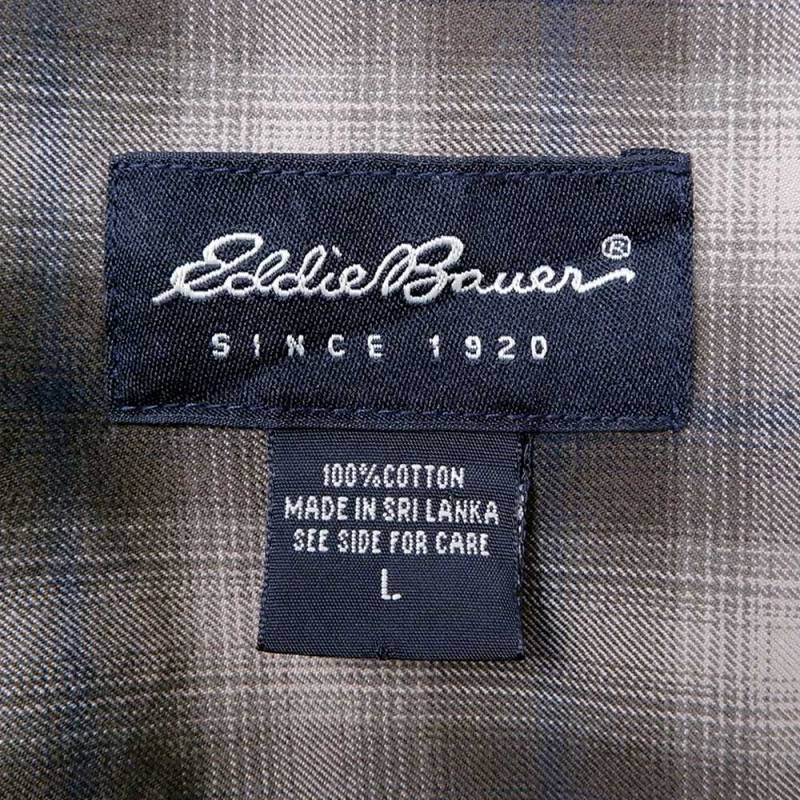 Eddie Bauer®
SINCE 1920
100% COTTON
MADE IN SRI LANKA
SEE SIDE FOR CARE
L